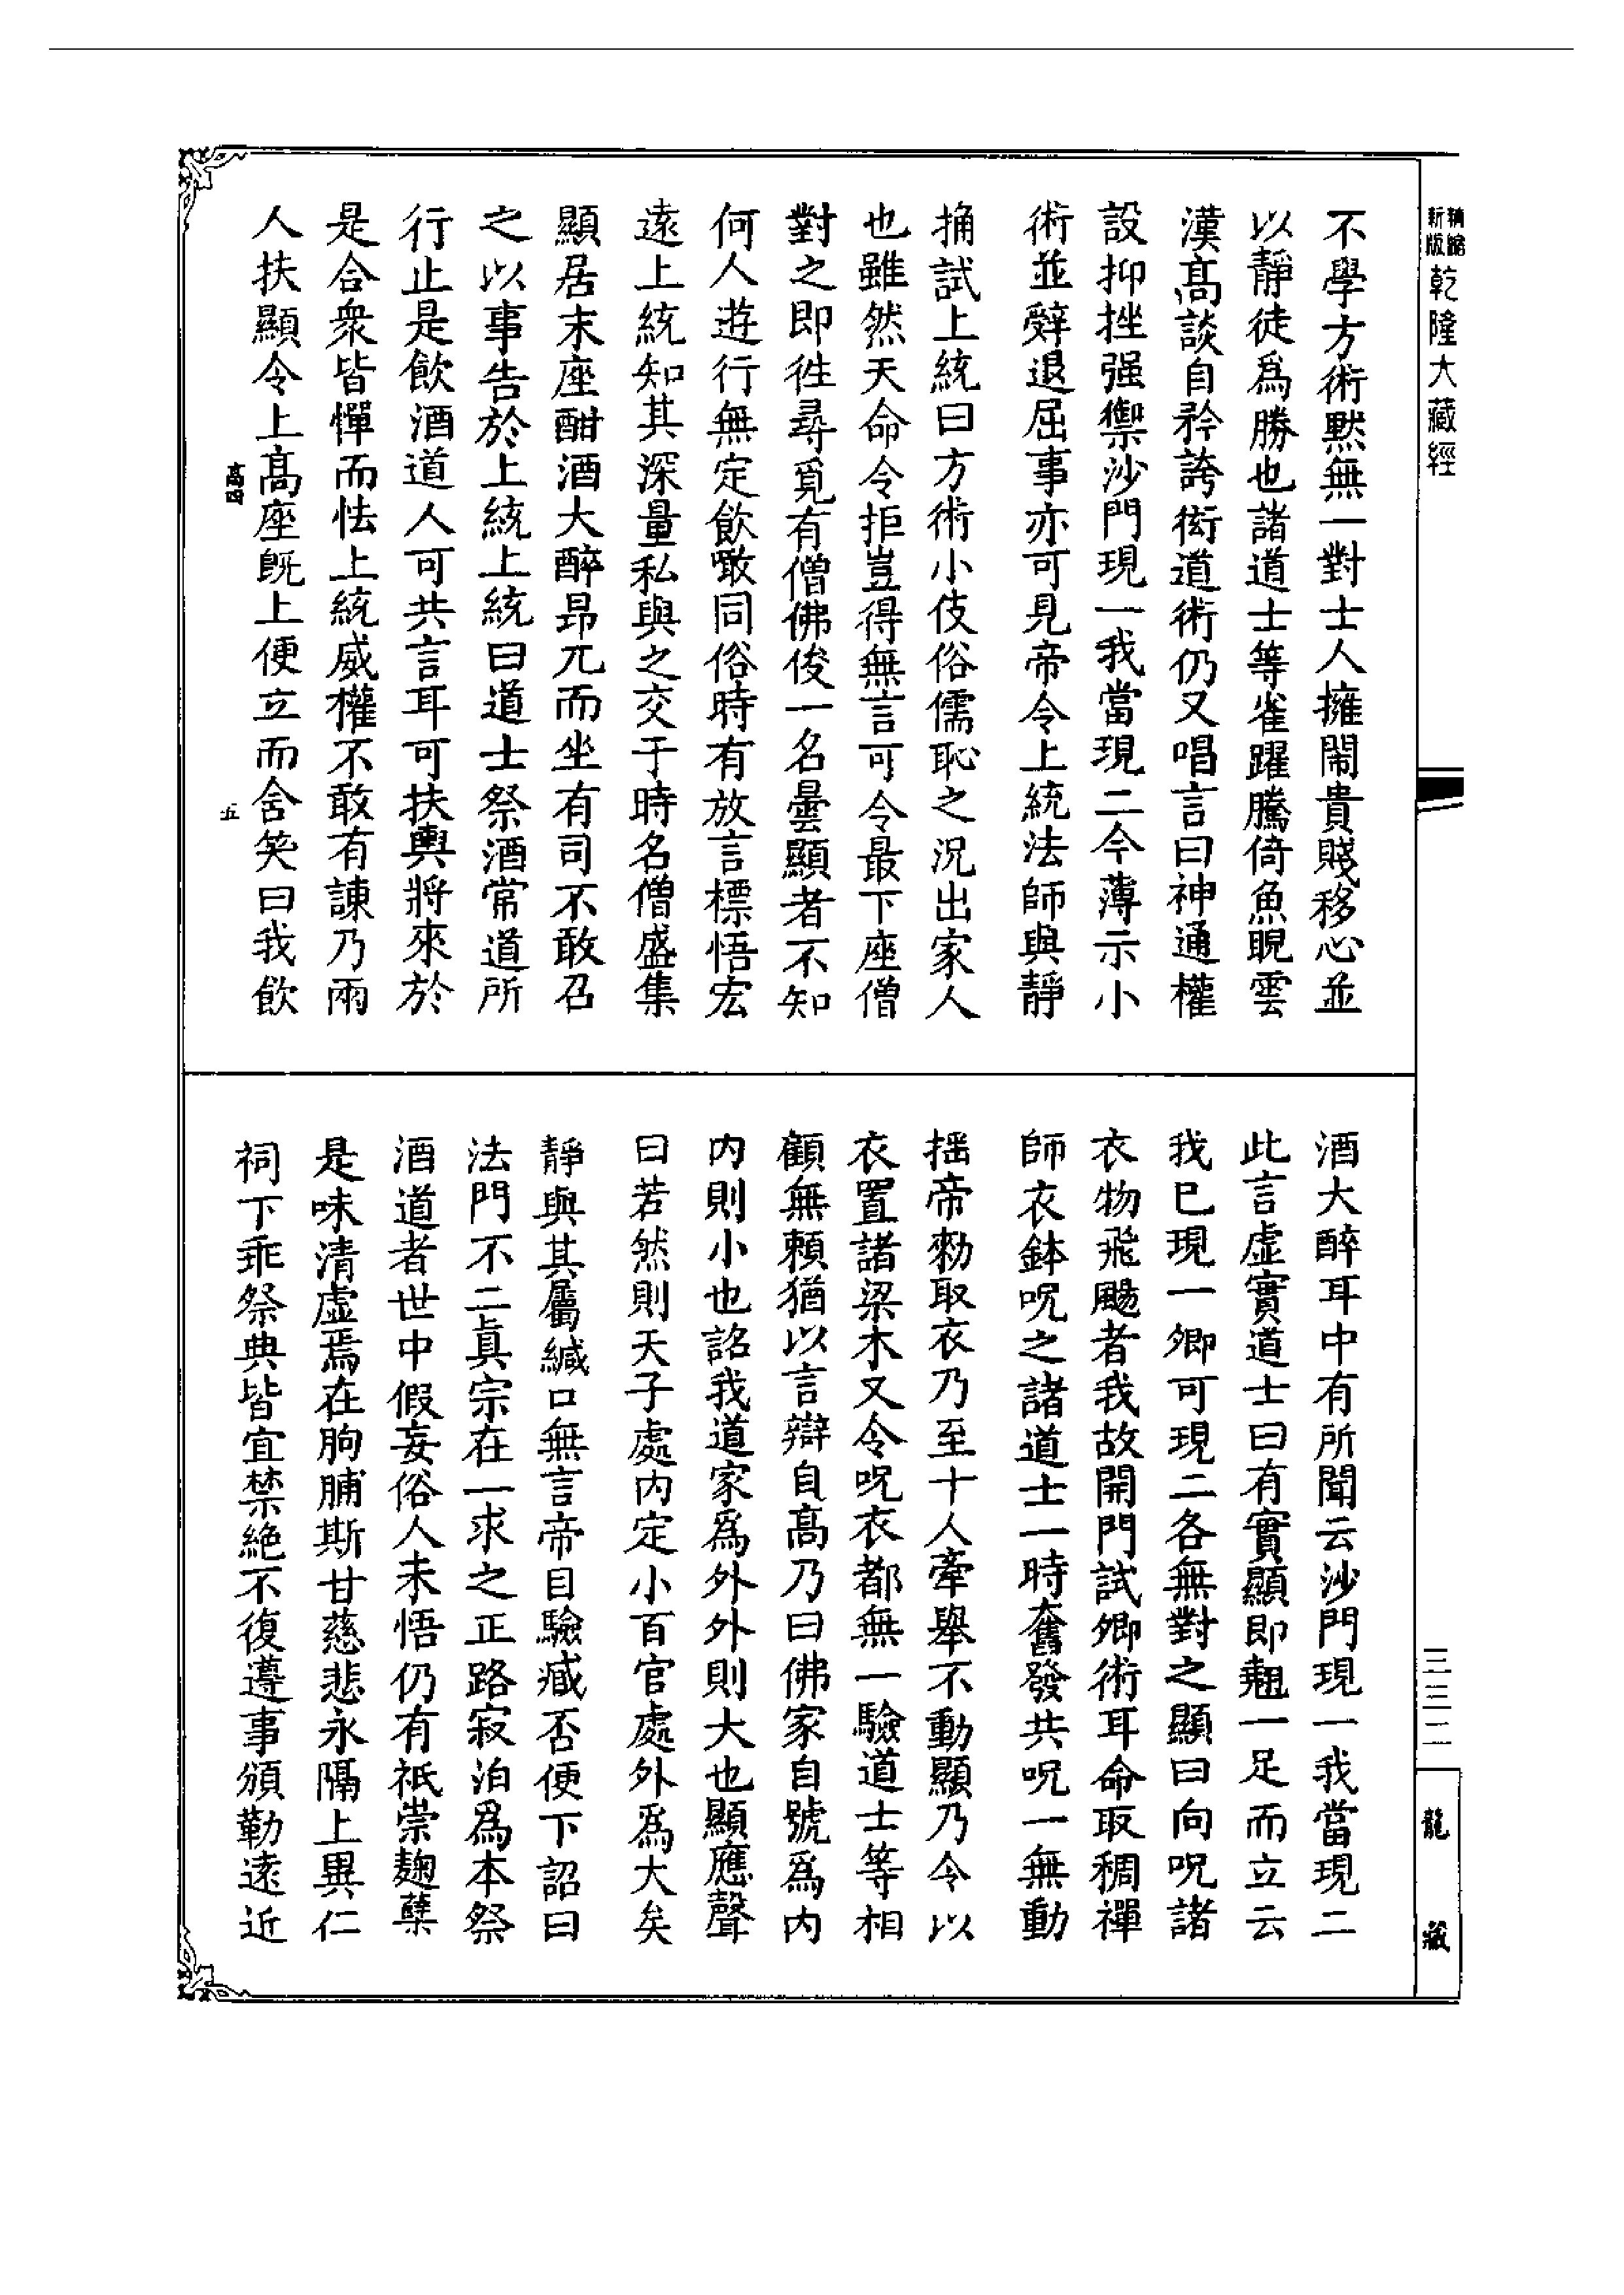 精縮
新版
乾隆大藏經
不學方術黙無一對士人擁鬧貴賤移心並
以靜徒爲勝也諸道士等雀躍騰倚魚睨雲
漢髙談自矜誇衒道術仍又唱言曰神通權
設抑挫强禦沙門現一我當現二今薄示小
術並辭退屈事亦可見帝令上統法師與靜
捔試上統曰方術小伎俗儒恥之況出家人
也雖然天命令拒豈得無言可令最下座僧
對之即徃尋覓有僧佛俊一名曇顯者不知
何人遊行無定飲噉同俗時有放言標悟宏
遠上統知其深量私與之交于時名僧盛集
顯居末座酣酒大醉昂兀而坐有司不敢召
之以事告於上統上統曰道士祭酒常道所
行止是飲酒道人可共言耳可扶輿將來於
是合衆皆憚而怯上統威權不敢有諫乃兩
人扶顯令上髙座旣上便立而含笑曰我飲
高四
五
酒大醉耳中有所聞云沙門現一我當現二
此言虛實道士曰有實顯即翹一足而立云
我巳現一卿可現二各無對之顯曰向呪諸
衣物飛颺者我故開門試卿術耳命取稠禪
師衣鉢呪之諸道士一時奮發共呪一無動
搖帝勑取衣乃至十人牽舉不動顯乃令以
衣置諸梁木又令呪衣都無一驗道士等相
顧無賴猶以言辯自髙乃曰佛家自號爲内
内則小也詺我道家爲外外則大也顯應聲
曰若然則天子處内定小百官處外爲大矣
靜與其屬緘口無言帝目驗臧否便下詔曰
法門不二眞宗在一求之正路寂泊爲本祭
酒道者世中假妄俗人未悟仍有祇崇麹蘖
是味清虛焉在朐脯斯甘慈悲永隔上異仁
祠下乖祭典皆宜禁絶不復遵事頒勒遠近
三三二
龍藏